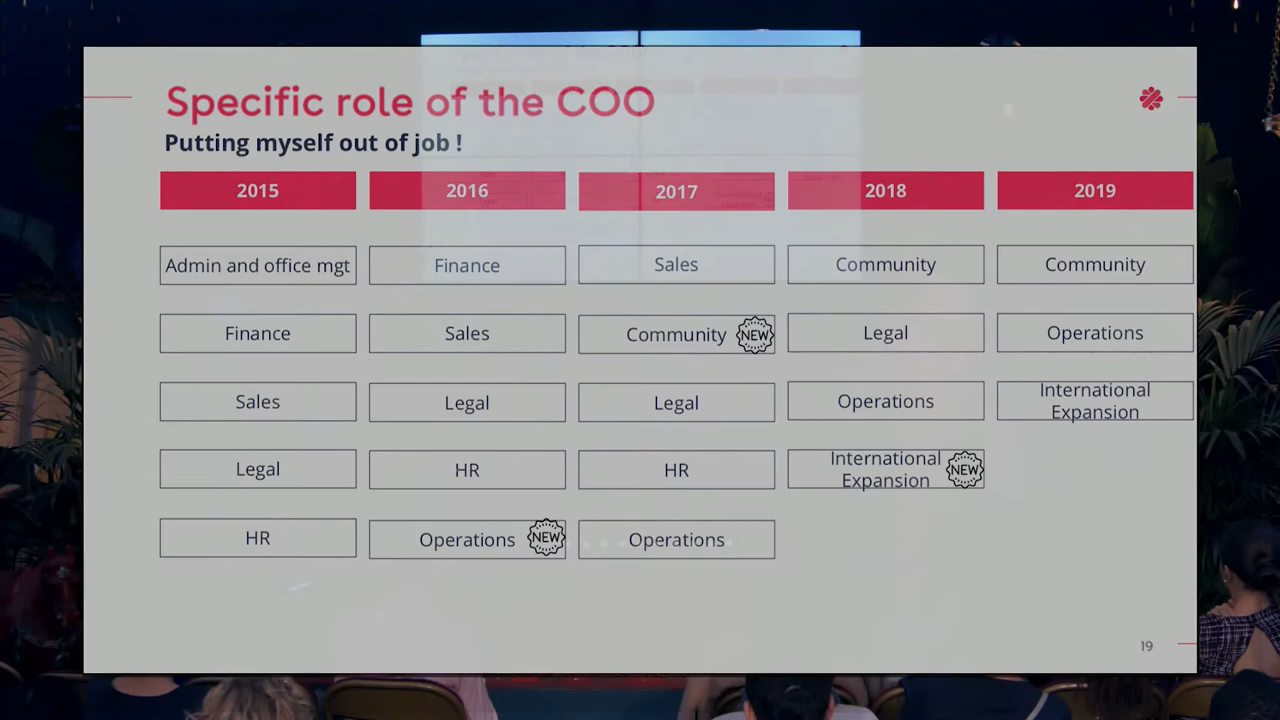 Specific role of the COO
Putting myself out of job !
2015 2016 2017 2018 2019
Admin and office mgt Finance Sales Community Community
Finance Sales Community NEW Legal Operations
Sales Legal Legal Operations International
Expansion
Legal HR HR International
Expansion NEW
HR Operations NEW Operations
19